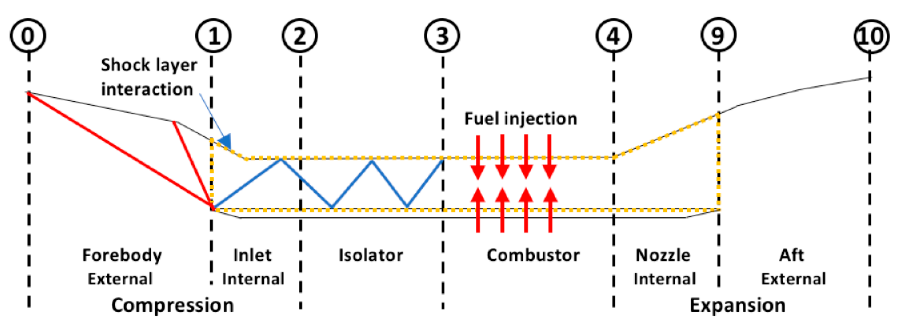 0 1 2 3 4 9 10
Shock layer
interaction
Fuel injection
Forebody Inlet Isolator Combustor Nozzle Aft
External Internal Internal External
Compression Expansion